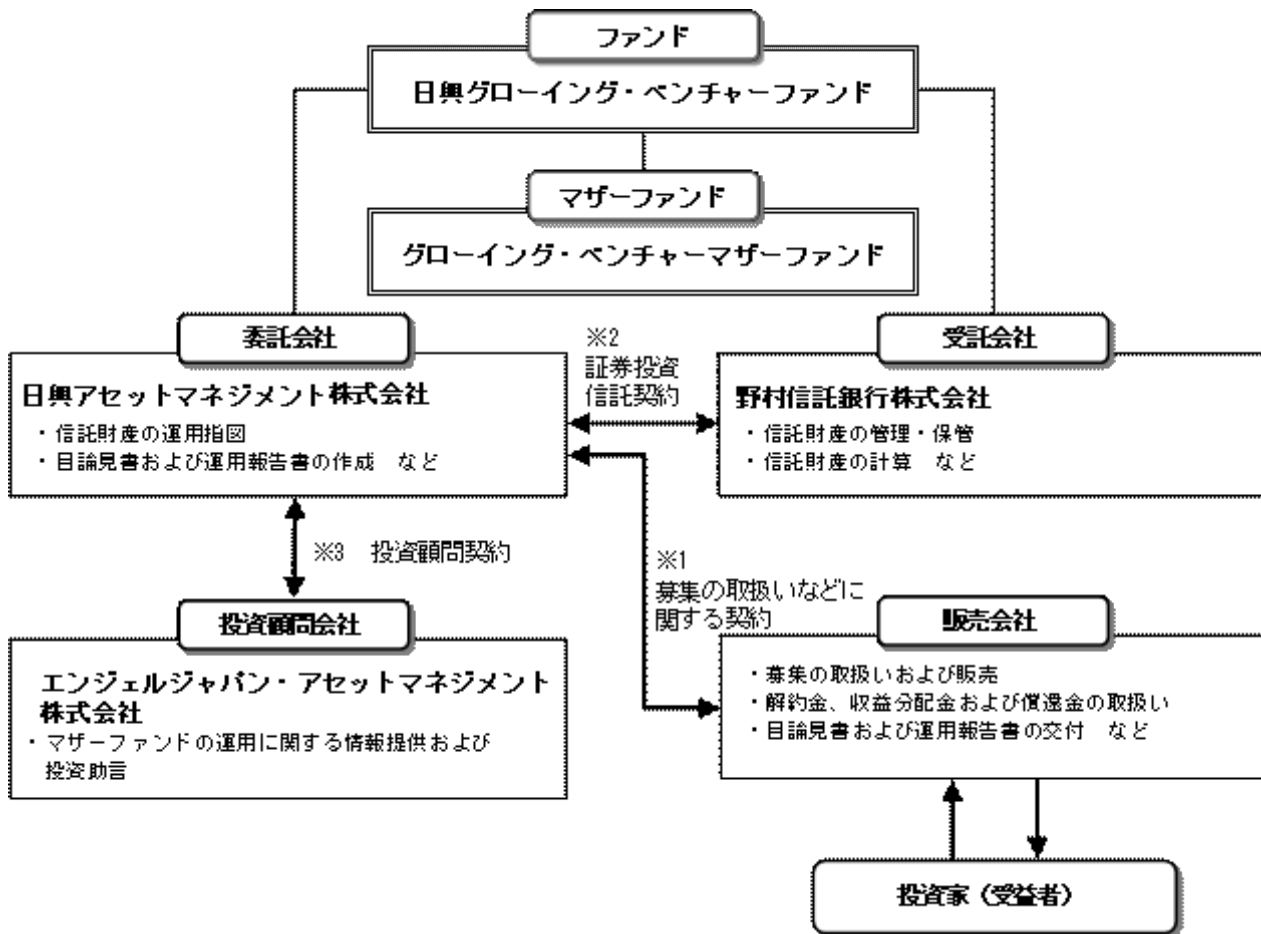 ファンド
日興グローイング・ベンチャーファンド
マザーファンド
グローイング・ベンチャーマザーファンド
委託会社
日興アセットマネジメント株式会社
・信託財産の運用指図
・目論見書および運用報告書の作成 など
※2
証券投資
信託契約
受託会社
野村信託銀行株式会社
・信託財産の管理・保管
・信託財産の計算 など
※3 投資顧問契約
※1
募集の取扱いなどに
関する契約
投資顧問会社
エンジェルジャパン・アセットマネジメント
株式会社
・マザーファンドの運用に関する情報提供および
投資助言
販売会社
・募集の取扱いおよび販売
・解約金、収益分配金および償還金の取扱い
・目論見書および運用報告書の交付 など
投資家（受益者）